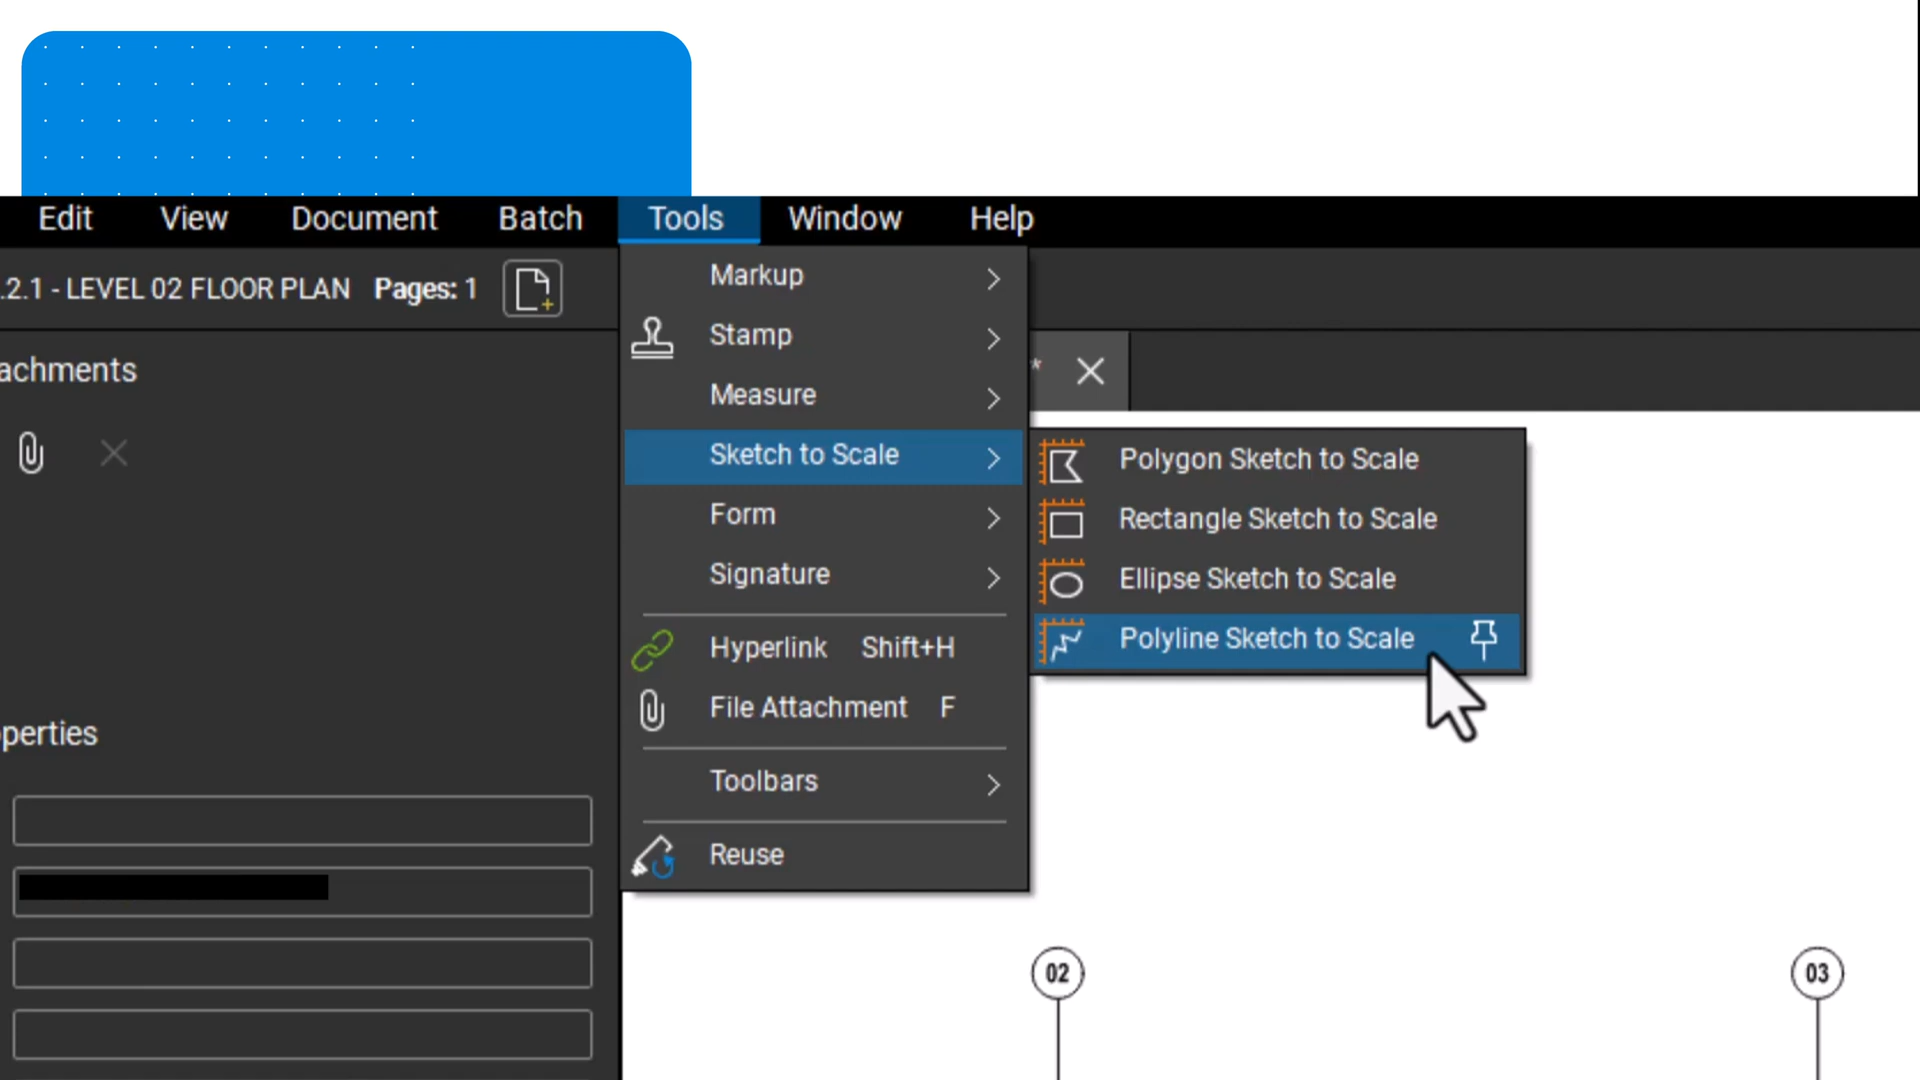 Edit View Document Batch Tools Window Help
.2.1 - LEVEL 02 FLOOR PLAN Pages: 1
achments
*
Markup
Stamp
Measure
Sketch to Scale
Form
Signature
Hyperlink Shift+H
File Attachment F
Toolbars
Reuse
Polygon Sketch to Scale
Rectangle Sketch to Scale
Ellipse Sketch to Scale
Polyline Sketch to Scale
operties
02
03